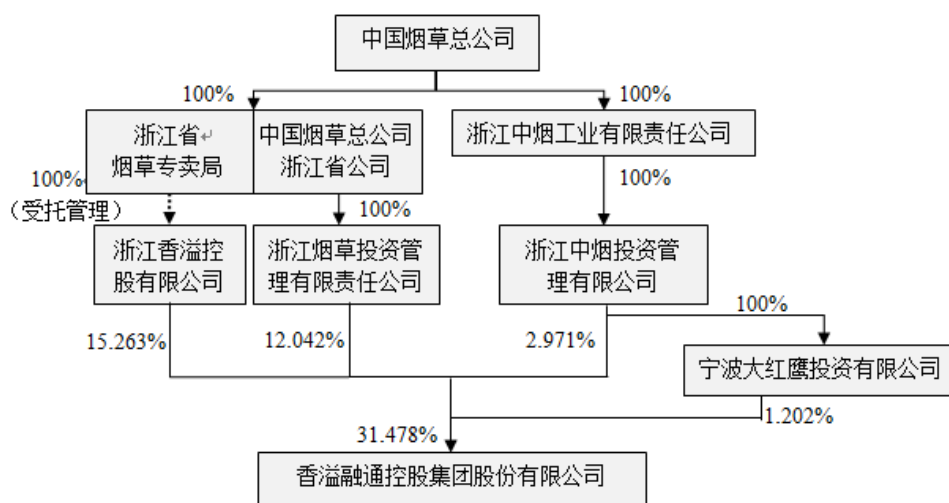 中国烟草总公司
100%
100%
浙江省
烟草专卖局
中国烟草总公司
浙江省公司
浙江中烟工业有限责任公司
100%
（受托管理）
100%
100%
浙江香溢控
股有限公司
浙江烟草投资管
理有限责任公司
浙江中烟投资管
理有限公司
100%
15.263%
12.042%
2.971%
宁波大红鹰投资有限公司
1.202%
31.478%
香溢融通控股集团股份有限公司